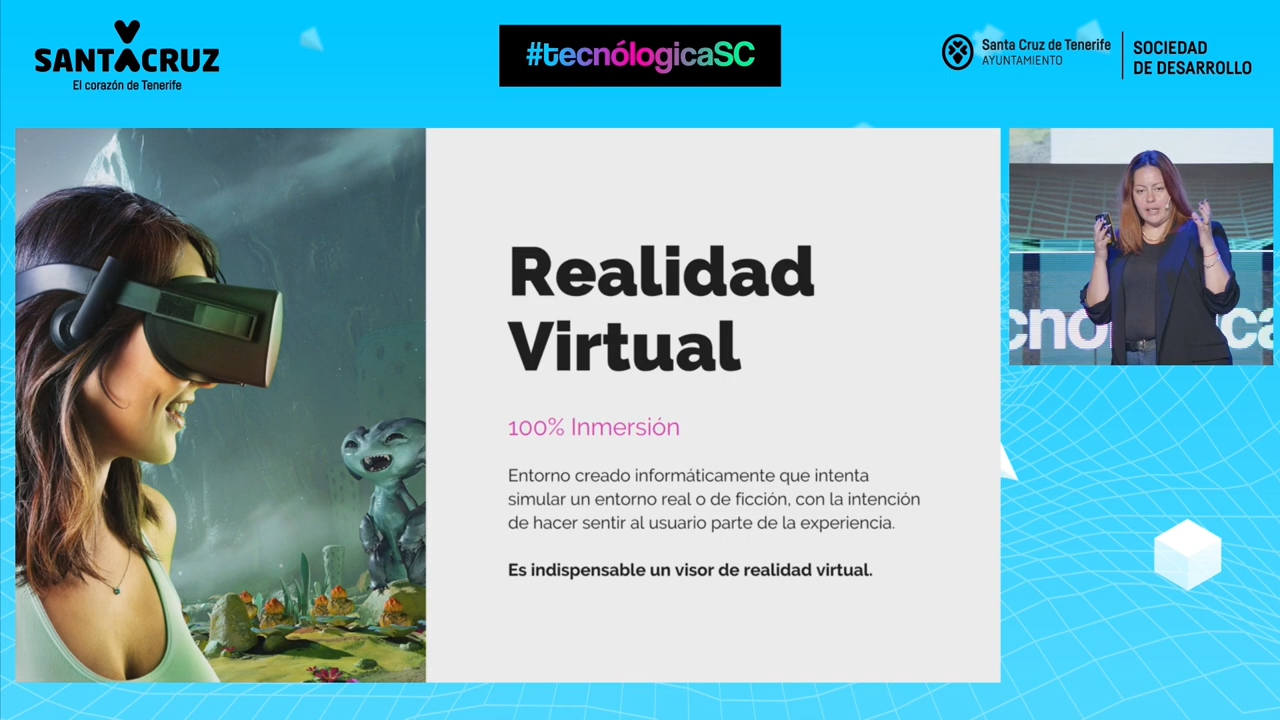 SANTACRUZ
El corazón de Tenerife
#tecnólogicaSC
Santa Cruz de Tenerife
AYUNTAMIENTO
SOCIEDAD
DE DESARROLLO
Realidad
Virtual
100% Inmersión
Entorno creado informáticamente que intenta
simular un entorno real o de ficción, con la intención
de hacer sentir al usuario parte de la experiencia.
Es indispensable un visor de realidad virtual.